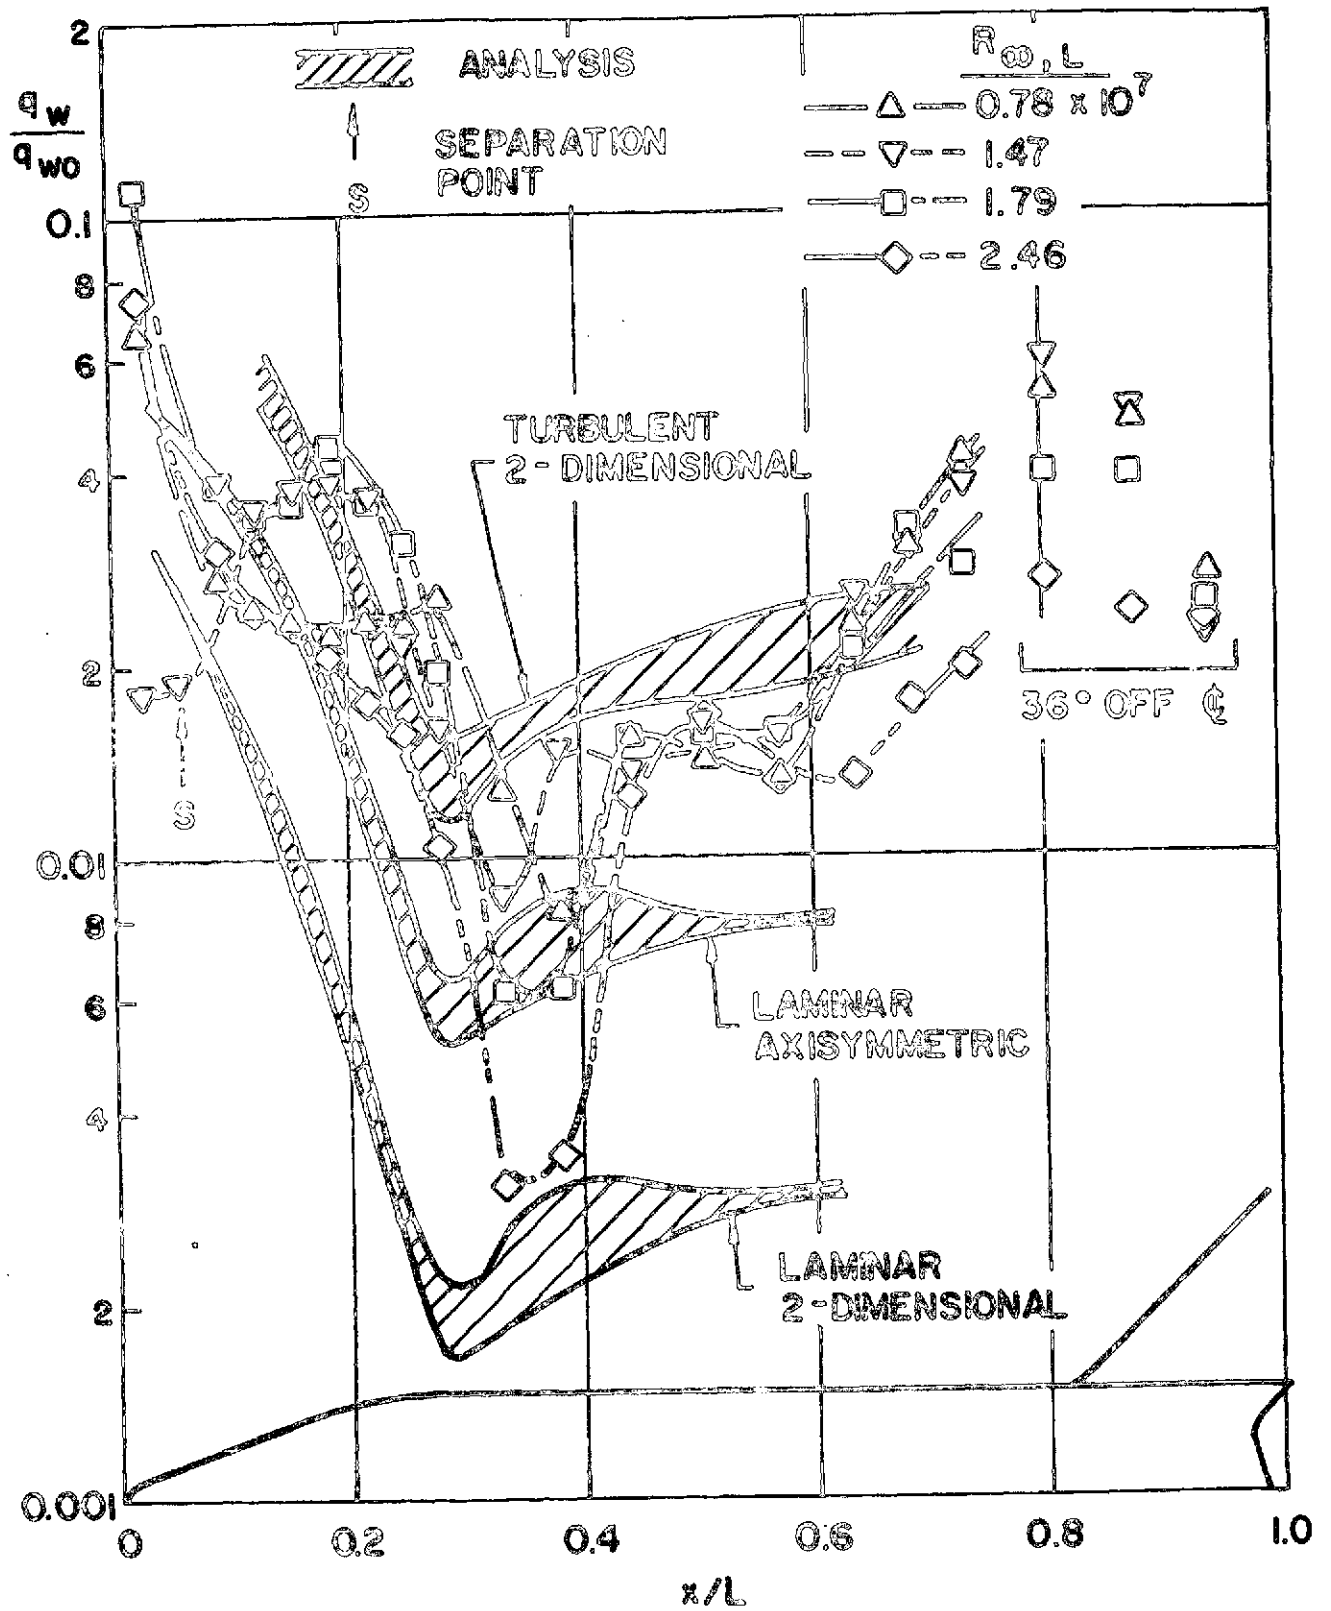 2
q w
q wo
ANALYSIS
SEPARATION
POINT
S
R∞,L
0.78 × 10⁷
1.47
1.79
2.46
0.1
8
6
4
2
0.01
8
6
4
2
0.001
TURBULENT
2-DIMENSIONAL
S
36° OFF ℄
LAMINAR
AXISYMMETRIC
LAMINAR
2-DIMENSIONAL
0 0.2 0.4 0.6 0.8 1.0
x/L